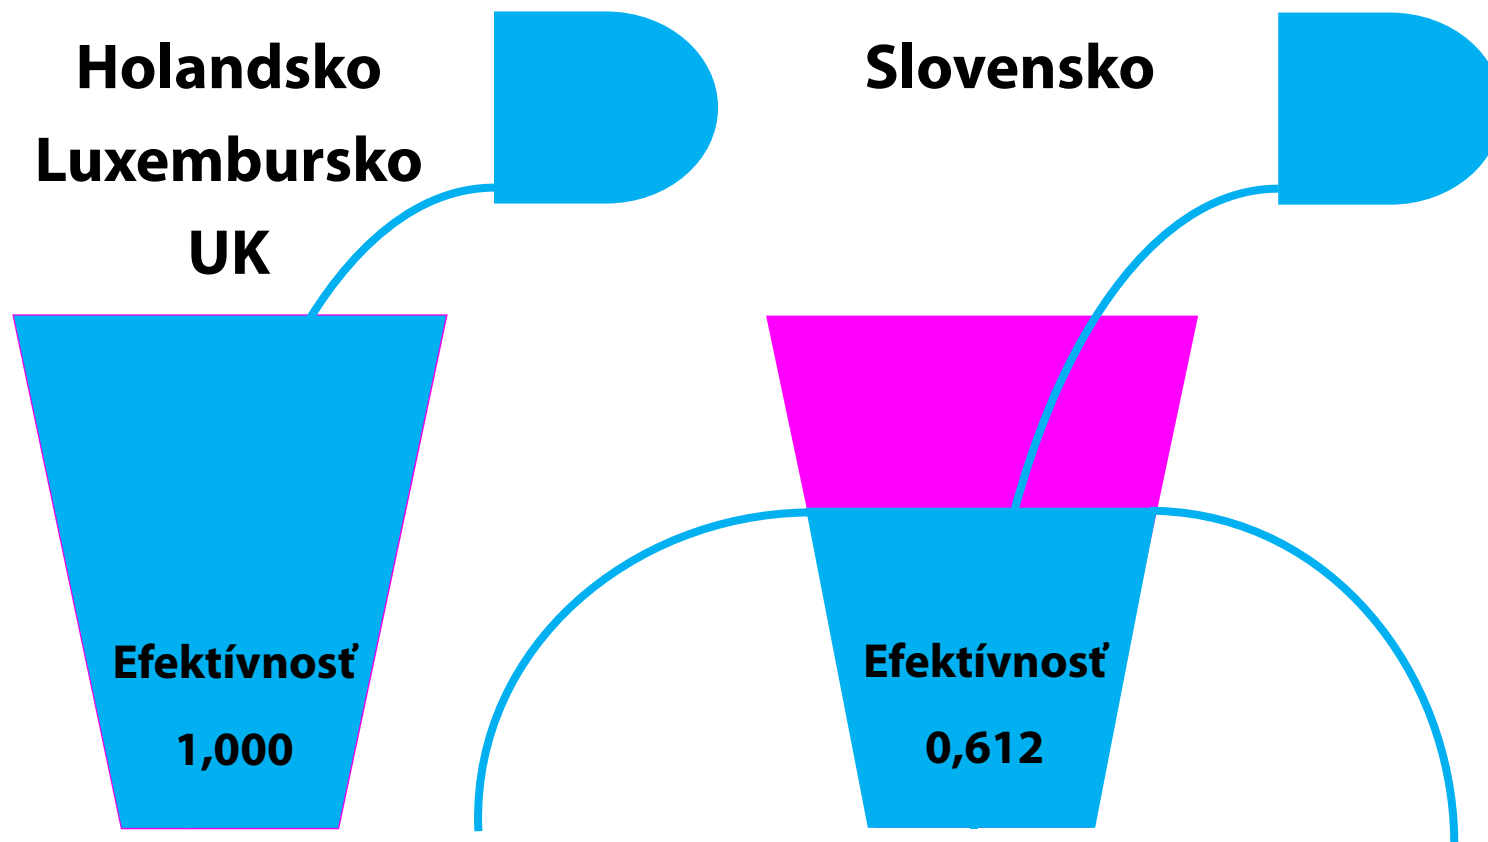 Holandsko
Luxembursko
UK
Efektívnosť
1,000
Slovensko
Efektívnosť
0,612